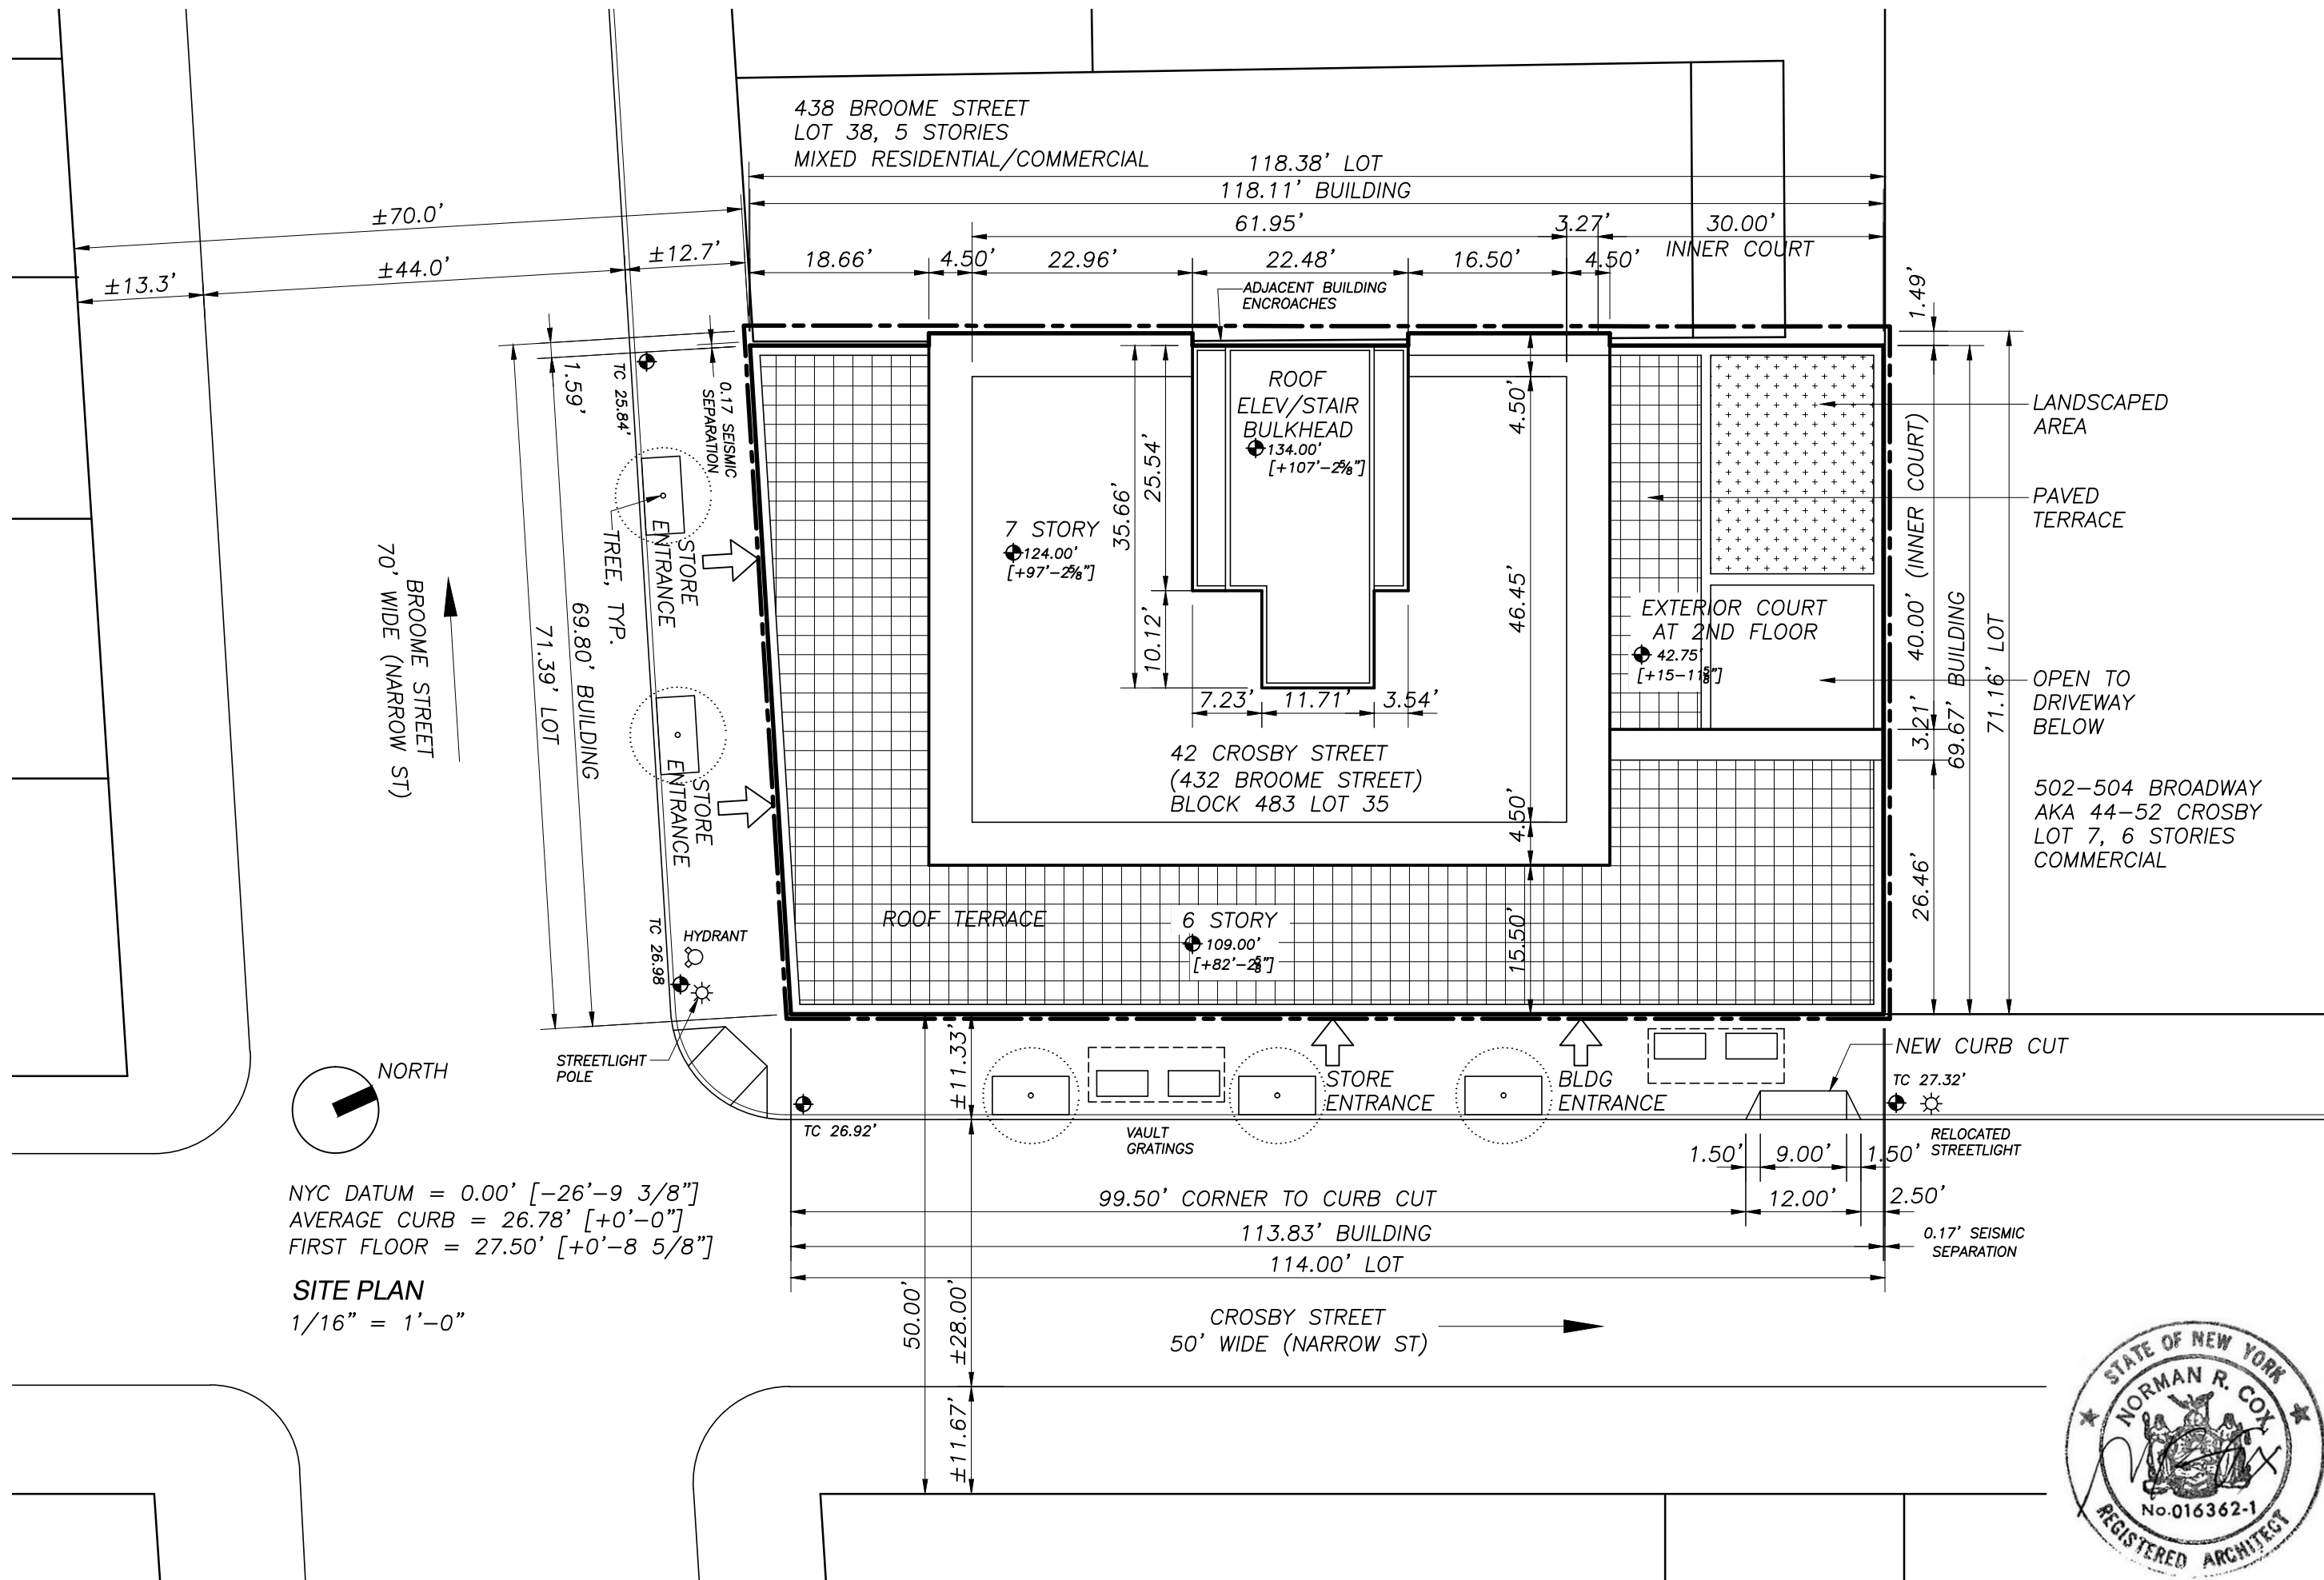 438 BROOME STREET
LOT 38, 5 STORIES
MIXED RESIDENTIAL/COMMERCIAL
118.38' LOT
118.11' BUILDING
±70.0'
61.95'
3.27'
30.00'
INNER COURT
±13.3'
±44.0'
±12.7'
18.66'
4.50'
22.96'
22.48'
16.50'
4.50'
ADJACENT BUILDING
ENCROACHES
1.49'
1.59'
TC 25.84'
0.17 SEISMIC
SEPARATION
ROOF
ELEV/STAIR
BULKHEAD
134.00'
[+107'-2⅝"]
25.54'
35.66'
10.12'
4.50'
46.45'
4.50'
15.50'
7 STORY
124.00'
[+97'-2⅝"]
7.23'
11.71'
3.54'
42 CROSBY STREET
(432 BROOME STREET)
BLOCK 483 LOT 35
EXTERIOR COURT
AT 2ND FLOOR
42.75'
[+15-11⅝"]
40.00' (INNER COURT)
3.21'
26.46'
69.67' BUILDING
71.16' LOT
LANDSCAPED
AREA
PAVED
TERRACE
OPEN TO
DRIVEWAY
BELOW
502-504 BROADWAY
AKA 44-52 CROSBY
LOT 7, 6 STORIES
COMMERCIAL
BROOME STREET
70' WIDE (NARROW ST)
71.39' LOT
69.80' BUILDING
TREE, TYP.
STORE
ENTRANCE
STORE
ENTRANCE
TC 26.98
HYDRANT
STREETLIGHT
POLE
ROOF TERRACE
6 STORY
109.00'
[+82'-2⅝"]
NORTH
±11.33'
TC 26.92'
VAULT
GRATINGS
STORE
ENTRANCE
BLDG
ENTRANCE
NEW CURB CUT
TC 27.32'
RELOCATED
STREETLIGHT
1.50'
9.00'
1.50'
99.50' CORNER TO CURB CUT
12.00'
2.50'
113.83' BUILDING
0.17' SEISMIC
SEPARATION
114.00' LOT
NYC DATUM = 0.00' [-26'-9 3/8"]
AVERAGE CURB = 26.78' [+0'-0"]
FIRST FLOOR = 27.50' [+0'-8 5/8"]
SITE PLAN
1/16" = 1'-0"
50.00'
±28.00'
±11.67'
CROSBY STREET
50' WIDE (NARROW ST)
STATE OF NEW YORK
NORMAN R. COX
No. 016362-1
REGISTERED ARCHITECT